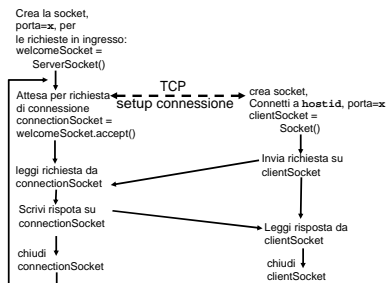 Crea la socket,
porta=x, per
le richieste in ingresso:
welcomeSocket =
ServerSocket()
TCP
setup connessione
Attesa per richiesta
di connessione
connectionSocket =
welcomeSocket.accept()
crea socket,
Connetti a hostid, porta=x
clientSocket =
Socket()
leggi richiesta da
connectionSocket
Invia richiesta su
clientSocket
Scrivi rispota su
connectionSocket
Leggi risposta da
clientSocket
chiudi
connectionSocket
chiudi
clientSocket